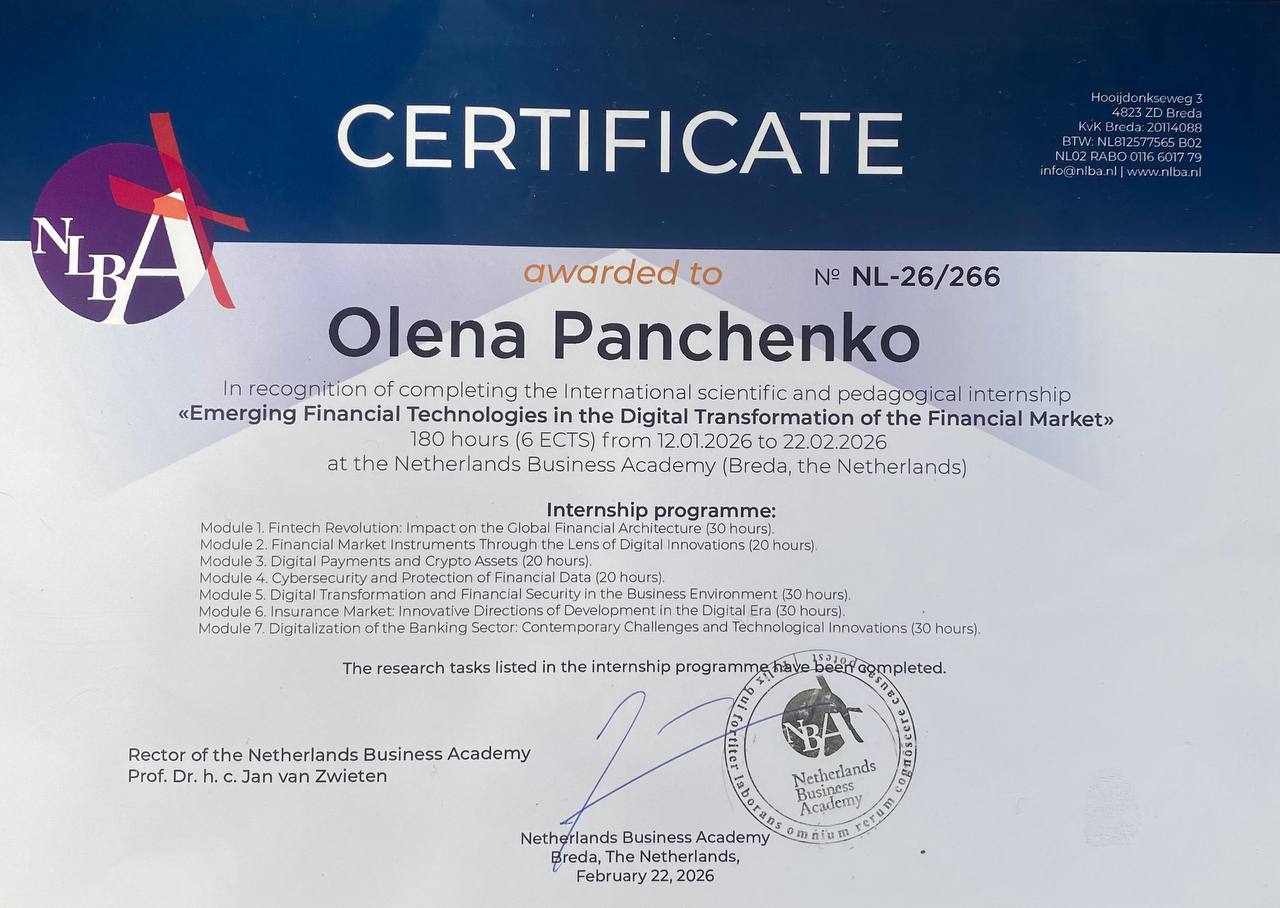 CERTIFICATE
Hooijdonkseweg 3
4823 ZD Breda
KvK Breda: 20114088
BTW: NL812577565 B02
NL02 RABO 0116 6017 79
info@nlba.nl | www.nlba.nl
NLBA
awarded to
№ NL-26/266
Olena Panchenko
In recognition of completing the International scientific and pedagogical internship
«Emerging Financial Technologies in the Digital Transformation of the Financial Market»
180 hours (6 ECTS) from 12.01.2026 to 22.02.2026
at the Netherlands Business Academy (Breda, the Netherlands)
Internship programme:
Module 1. Fintech Revolution: Impact on the Global Financial Architecture (30 hours).
Module 2. Financial Market Instruments Through the Lens of Digital Innovations (20 hours).
Module 3. Digital Payments and Crypto Assets (20 hours).
Module 4. Cybersecurity and Protection of Financial Data (20 hours).
Module 5. Digital Transformation and Financial Security in the Business Environment (30 hours).
Module 6. Insurance Market: Innovative Directions of Development in the Digital Era (30 hours).
Module 7. Digitalization of the Banking Sector: Contemporary Challenges and Technological Innovations (30 hours).
The research tasks listed in the internship programme have been completed.
Rector of the Netherlands Business Academy
Prof. Dr. h. c. Jan van Zwieten
qui fortiter laborans omnium rerum causas potest
NBA
Netherlands
Business
Academy
Netherlands Business Academy
Breda, The Netherlands,
February 22, 2026